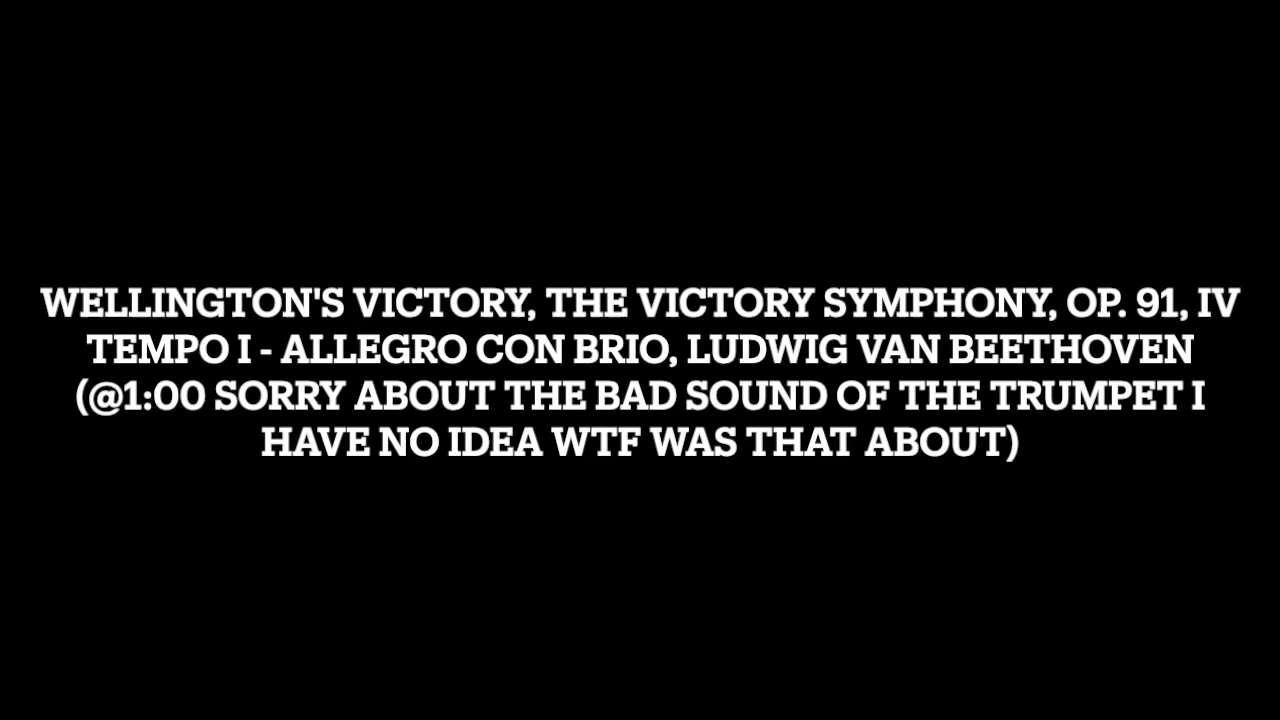 WELLINGTON'S VICTORY, THE VICTORY SYMPHONY, OP. 91, IV
TEMPO I - ALLEGRO CON BRIO, LUDWIG VAN BEETHOVEN
(@1:00 SORRY ABOUT THE BAD SOUND OF THE TRUMPET I
HAVE NO IDEA WTF WAS THAT ABOUT)